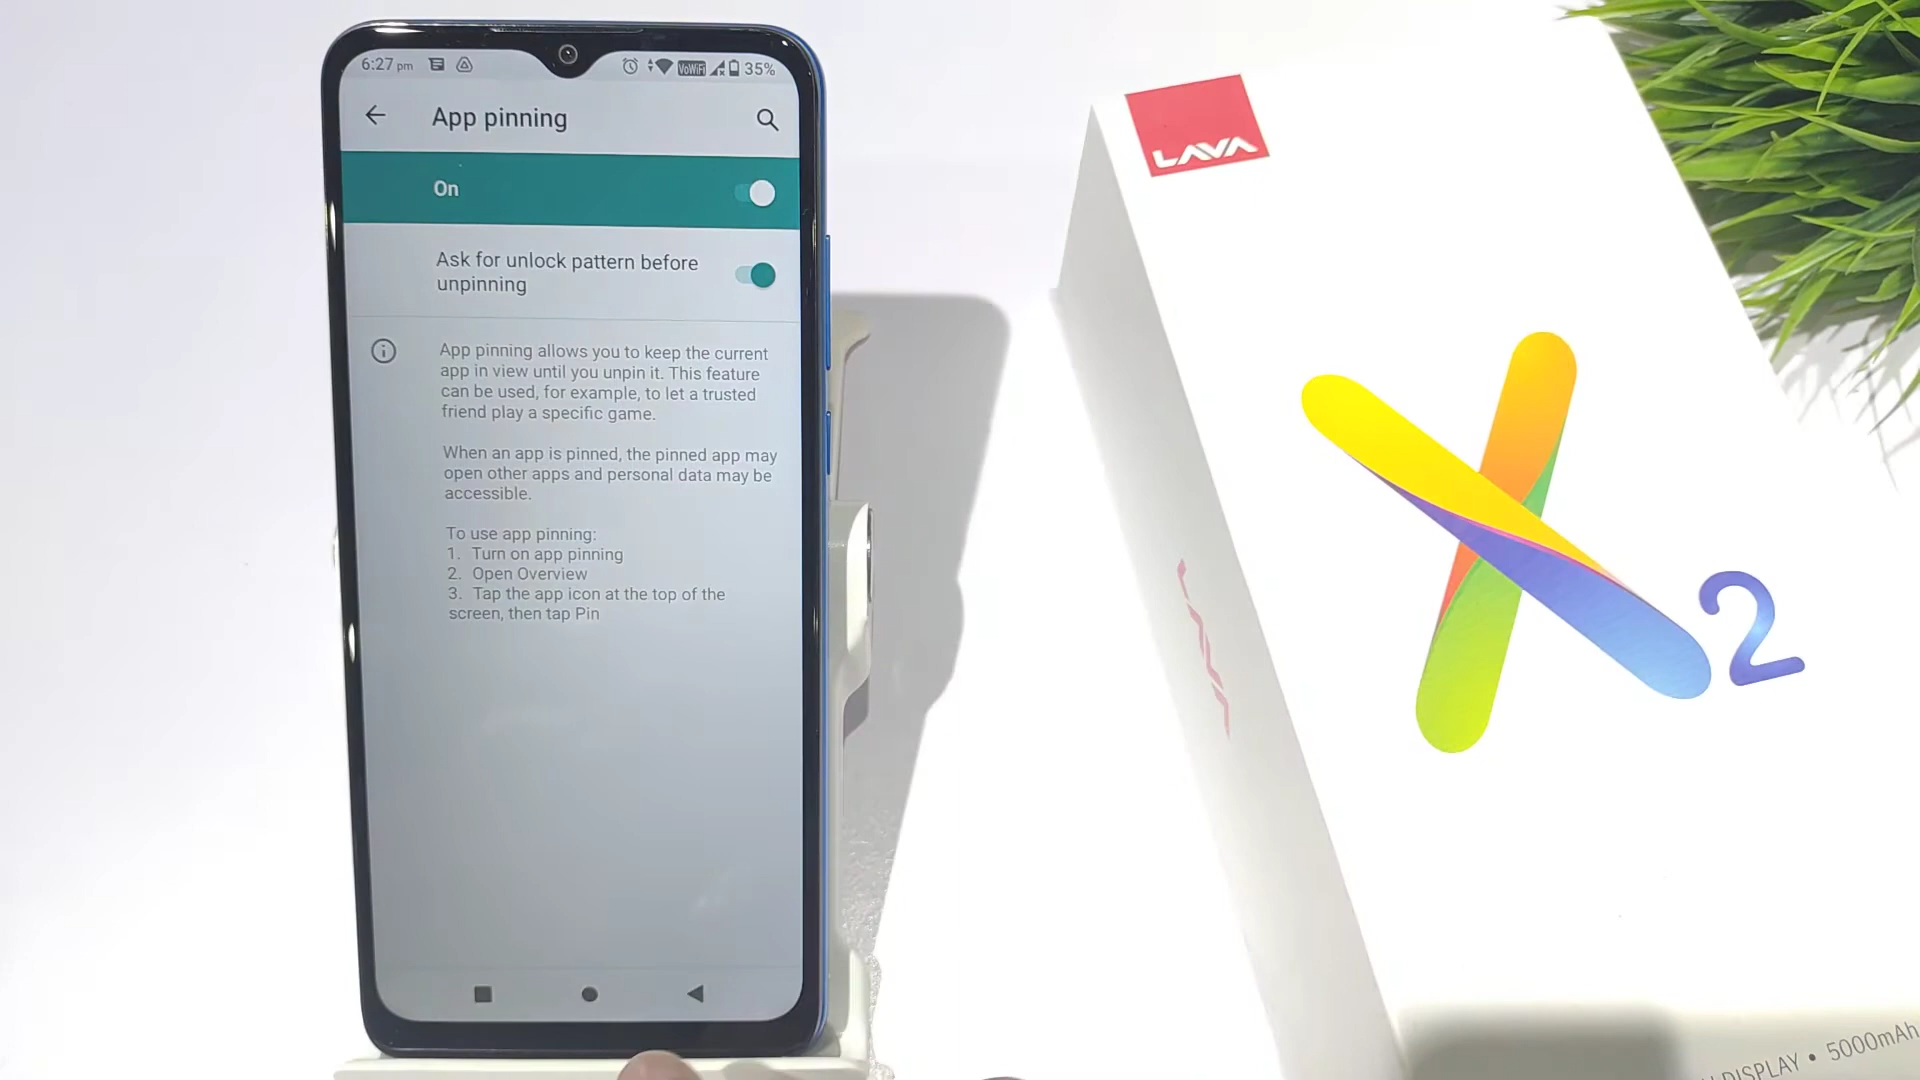 6:27 pm
VoWiFi
35%
App pinning
On
Ask for unlock pattern before
unpinning
App pinning allows you to keep the current
app in view until you unpin it. This feature
can be used, for example, to let a trusted
friend play a specific game.
When an app is pinned, the pinned app may
open other apps and personal data may be
accessible.
To use app pinning:
1. Turn on app pinning
2. Open Overview
3. Tap the app icon at the top of the
screen, then tap Pin
LAVA
LAVA
X2
DISPLAY • 5000mAh